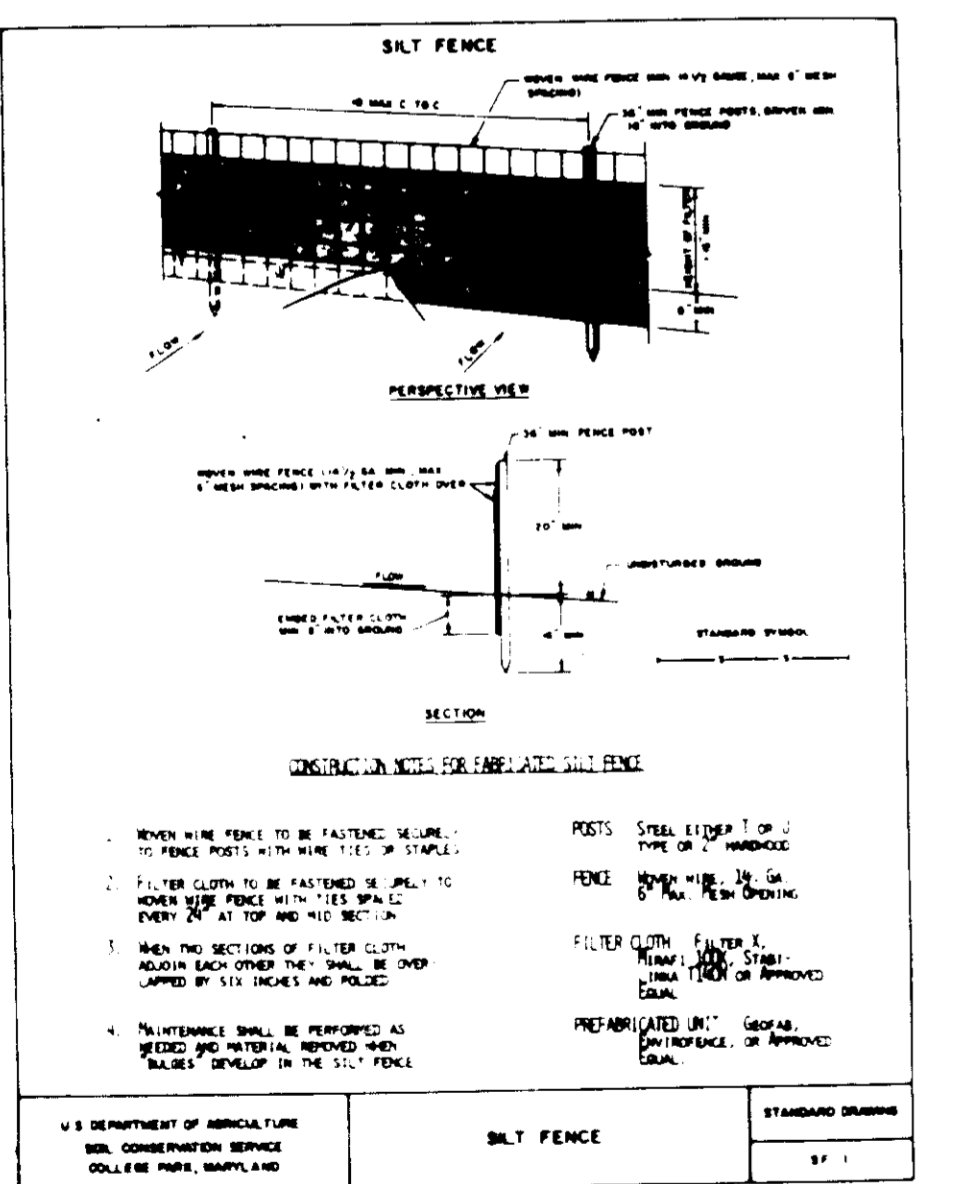 SILT FENCE
WOVEN WIRE FENCE (MIN 14 1/2 GAUGE, MAX 6" MESH
SPACING)
10' MAX C TO C
36" MIN FENCE POSTS, DRIVEN MIN
16" INTO GROUND
HEIGHT OF FILTER
16" MIN
8" MIN
FLOW
FLOW
PERSPECTIVE VIEW
36" MIN FENCE POST
WOVEN WIRE FENCE (14 1/2 GA. MIN., MAX
6" MESH SPACING) WITH FILTER CLOTH OVER
20" MIN
UNDISTURBED GROUND
FLOW
EMBED FILTER CLOTH
MIN 8" INTO GROUND
16" MIN
STANDARD SYMBOL
S S
SECTION
CONSTRUCTION NOTES FOR FABRICATED SILT FENCE
WOVEN WIRE FENCE TO BE FASTENED SECURELY
TO FENCE POSTS WITH WIRE TIES OR STAPLES
2. FILTER CLOTH TO BE FASTENED SECURELY TO
WOVEN WIRE FENCE WITH TIES SPACED
EVERY 24" AT TOP AND MID SECTION
3. WHEN TWO SECTIONS OF FILTER CLOTH
ADJOIN EACH OTHER THEY SHALL BE OVER-
LAPPED BY SIX INCHES AND FOLDED
4. MAINTENANCE SHALL BE PERFORMED AS
NEEDED AND MATERIAL REMOVED WHEN
"BULGES" DEVELOP IN THE SILT FENCE
POSTS STEEL EITHER T OR U
TYPE OR 2" HARDWOOD
FENCE WOVEN WIRE, 14 GA.
6" MAX. MESH OPENING
FILTER CLOTH FILTER X,
MIRAFI 100X, STABI-
LINKA T140N OR APPROVED
EQUAL
PREFABRICATED UNIT GEOFAB,
ENVIROFENCE, OR APPROVED
EQUAL.
U S DEPARTMENT OF AGRICULTURE
SOIL CONSERVATION SERVICE
COLLEGE PARK, MARYLAND
SILT FENCE
STANDARD DRAWING
SF 1